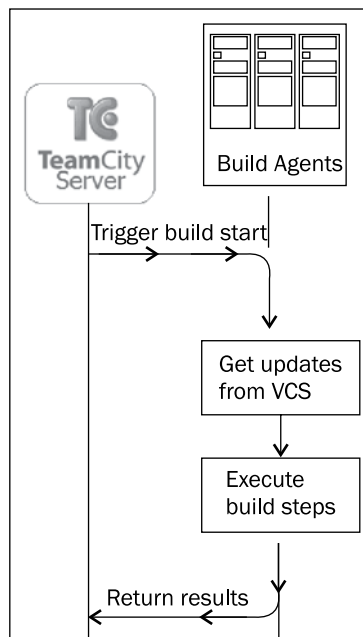 TC
TeamCity
Server
Build Agents
Trigger build start
Get updates
from VCS
Execute
build steps
Return results